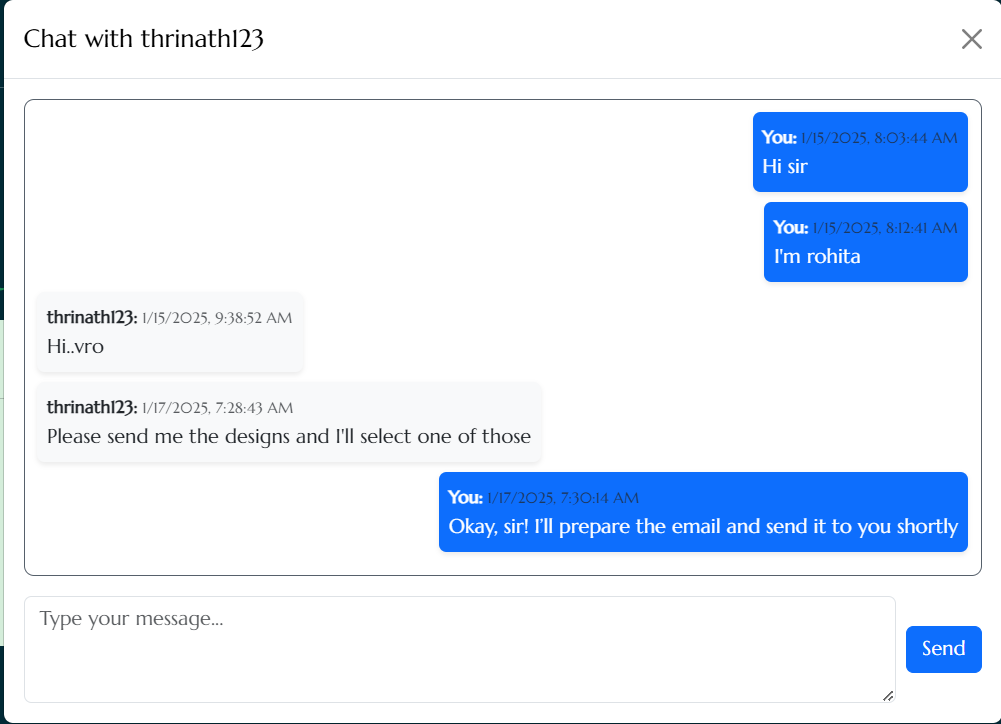 Chat with thrinath123
You: 1/15/2025, 8:03:44 AM
Hi sir
You: 1/15/2025, 8:12:41 AM
I'm rohita
thrinath123: 1/15/2025, 9:38:52 AM
Hi..vro
thrinath123: 1/17/2025, 7:28:43 AM
Please send me the designs and I'll select one of those
You: 1/17/2025, 7:30:14 AM
Okay, sir! I’ll prepare the email and send it to you shortly
Type your message...
Send